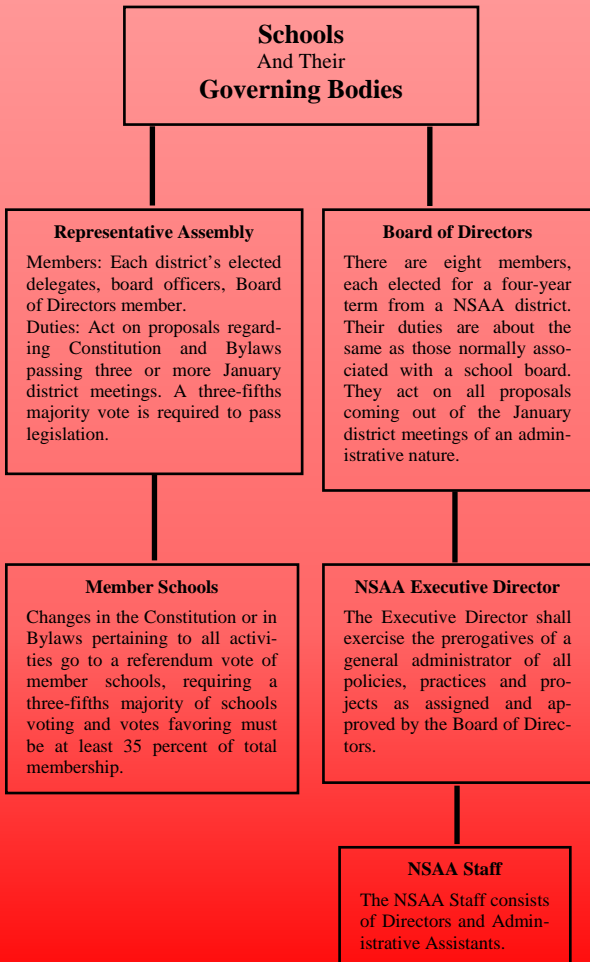 Schools
And Their
Governing Bodies
Representative Assembly
Members: Each district's elected
delegates, board officers, Board
of Directors member.
Duties: Act on proposals regard-
ing Constitution and Bylaws
passing three or more January
district meetings. A three-fifths
majority vote is required to pass
legislation.
Board of Directors
There are eight members,
each elected for a four-year
term from a NSAA district.
Their duties are about the
same as those normally asso-
ciated with a school board.
They act on all proposals
coming out of the January
district meetings of an admin-
istrative nature.
Member Schools
Changes in the Constitution or in
Bylaws pertaining to all activi-
ties go to a referendum vote of
member schools, requiring a
three-fifths majority of schools
voting and votes favoring must
be at least 35 percent of total
membership.
NSAA Executive Director
The Executive Director shall
exercise the prerogatives of a
general administrator of all
policies, practices and pro-
jects as assigned and ap-
proved by the Board of Direc-
tors.
NSAA Staff
The NSAA Staff consists
of Directors and Admin-
istrative Assistants.